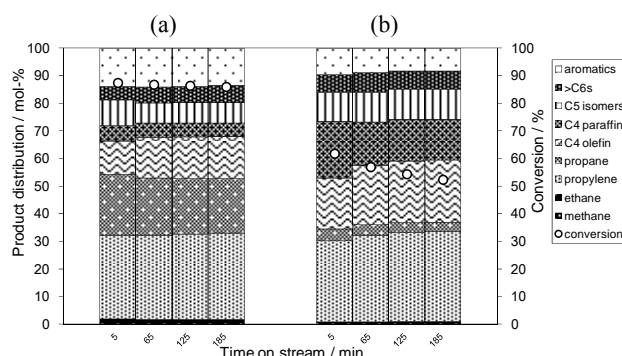 (a) (b)
Product distribution / mol-%
100
90
80
70
60
50
40
30
20
10
0
5 65 125 185
5 65 125 185
Time on stream / min
100
90
80
70
60
50
40
30
20
10
0
Conversion / %
aromatics
>C6s
C5 isomers
C4 paraffin
C4 olefin
propane
propylene
ethane
methane
conversion